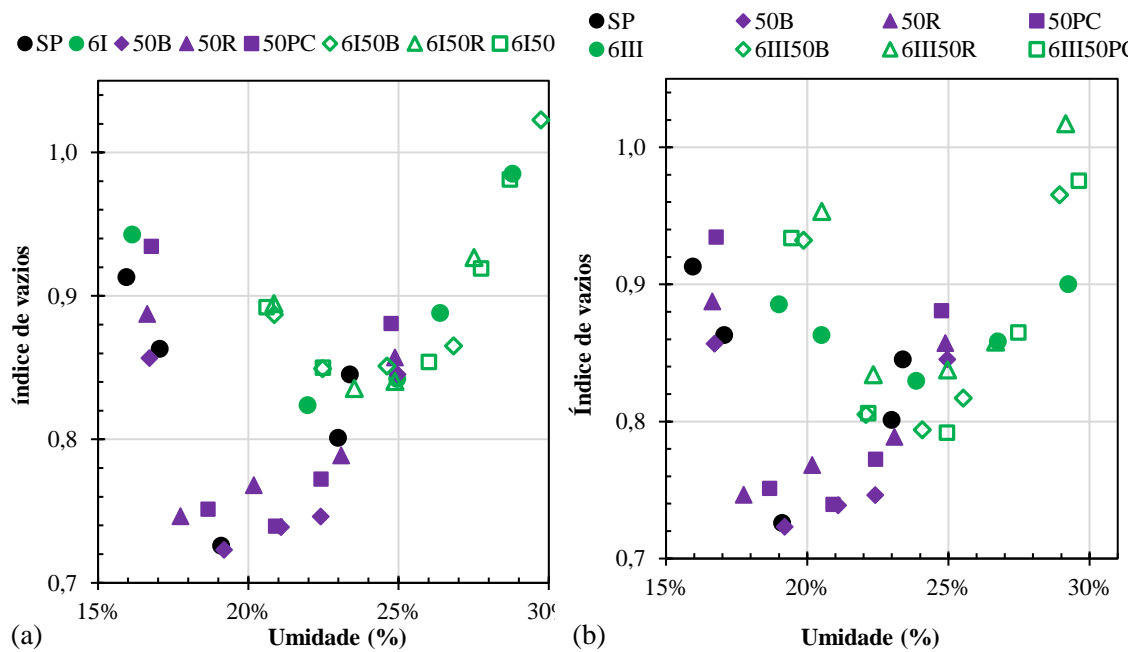 SP 6I 50B 50R 50PC 6I50B 6I50R 6I50
1,0
0,9
0,8
0,7
15% 20% 25% 30%
índice de vazios
Umidade (%)
(a)
SP 50B 50R 50PC
6III 6III50B 6III50R 6III50PC
1,0
0,9
0,8
0,7
15% 20% 25% 30%
Índice de vazios
Umidade (%)
(b)